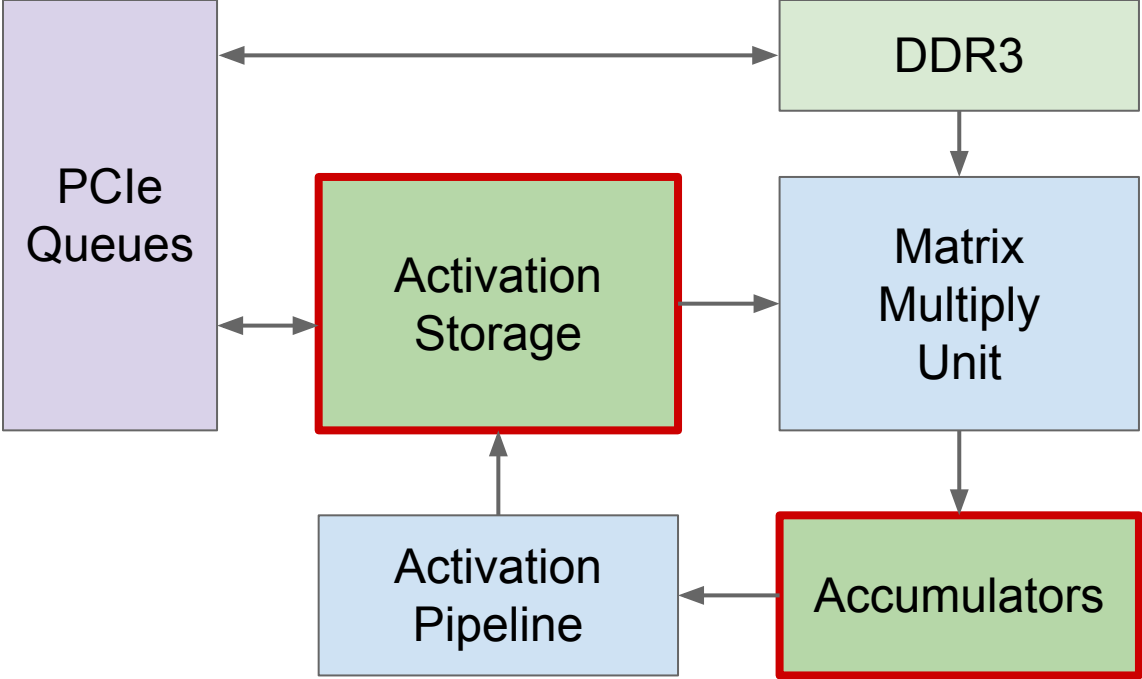 DDR3
PCIe
Queues
Activation
Storage
Matrix
Multiply
Unit
Activation
Pipeline
Accumulators